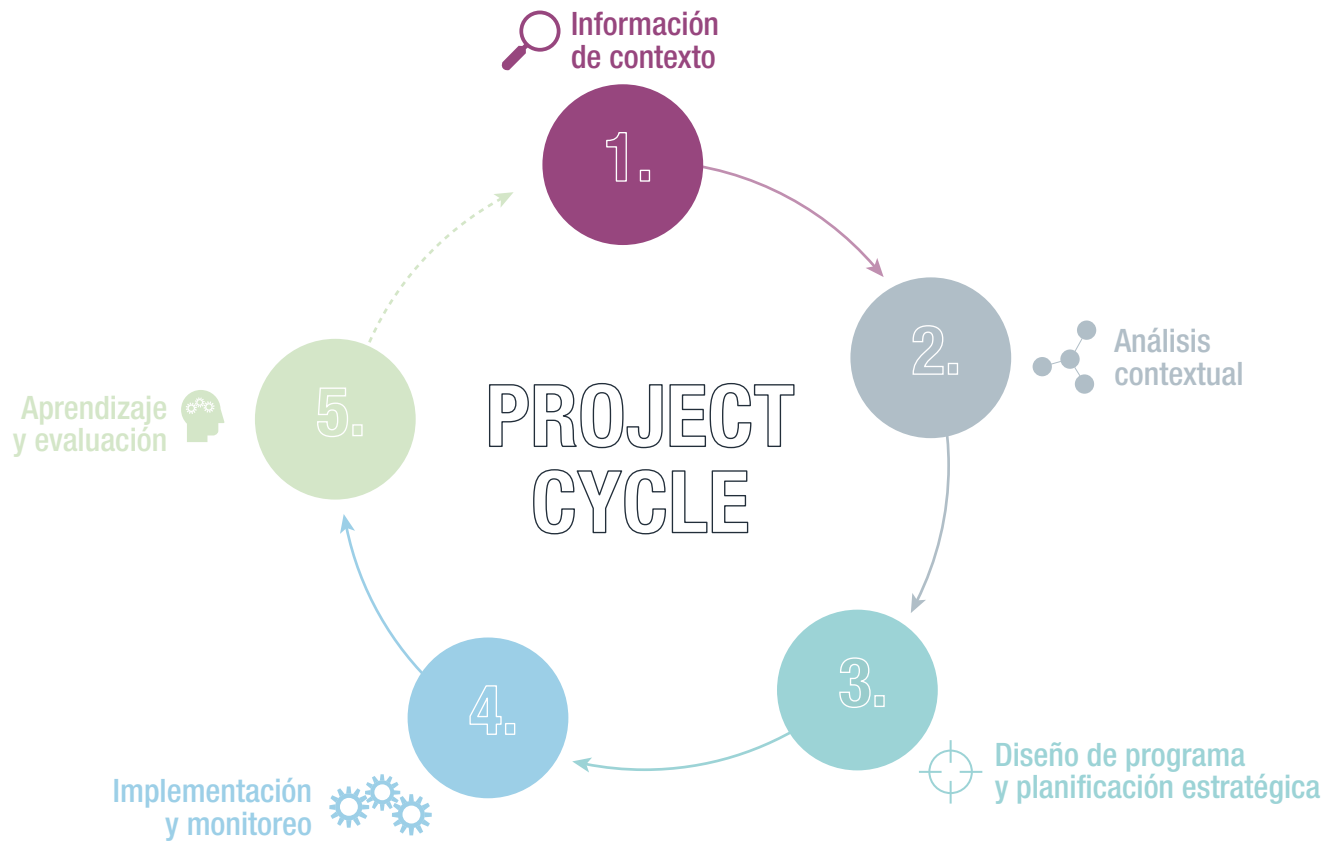 Información
de contexto
1.
2.
Análisis
contextual
PROJECT
CYCLE
5.
Aprendizaje
y evaluación
3.
Diseño de programa
y planificación estratégica
4.
Implementación
y monitoreo